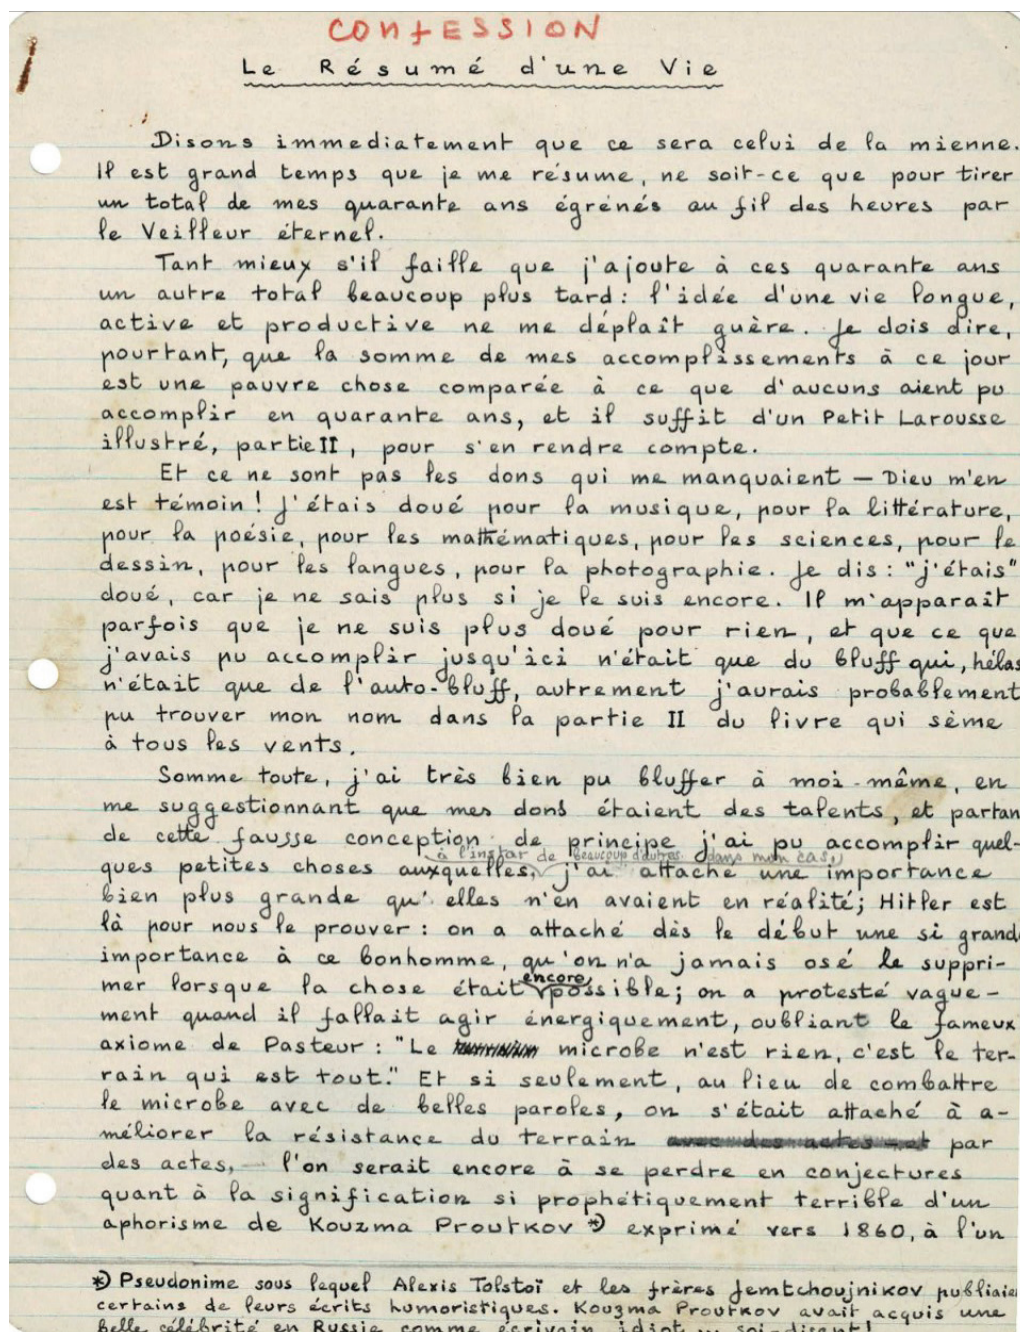 CONFESSION
Le Résumé d'une Vie
Disons immediatement que ce sera celui de la mienne.
Il est grand temps que je me résume, ne soit-ce que pour tirer
un total de mes quarante ans égrénés au fil des heures par
le Veilleur éternel.
Tant mieux s'il faille que j'ajoute à ces quarante ans
un autre total beaucoup plus tard: l'idée d'une vie longue,
active et productive ne me déplaît guère. Je dois dire,
pourtant, que la somme de mes accomplissements à ce jour
est une pauvre chose comparée à ce que d'aucuns aient pu
accomplir en quarante ans, et il suffit d'un Petit Larousse
illustré, partie II, pour s'en rendre compte.
Et ce ne sont pas les dons qui me manquaient — Dieu m'en
est témoin! J'étais doué pour la musique, pour la littérature,
pour la poésie, pour les mathématiques, pour les sciences, pour le
dessin, pour les langues, pour la photographie. Je dis: "j'étais"
doué, car je ne sais plus si je le suis encore. Il m'apparaît
parfois que je ne suis plus doué pour rien, et que ce que
j'avais pu accomplir jusqu'ici n'était que du bluff qui, hélas
n'était que de l'auto-bluff, autrement j'aurais probablement
pu trouver mon nom dans la partie II du livre qui sème
à tous les vents.
Somme toute, j'ai très bien pu bluffer à moi-même, en
me suggestionnant que mes dons étaient des talents, et partan
de cette fausse conception de principe j'ai pu accomplir quel-
à l'instar de beaucoup d'autres dans mon cas,
ques petites choses auxquelles, j'ai attaché une importance
bien plus grande qu'elles n'en avaient en réalité; Hitler est
là pour nous le prouver: on a attaché dès le début une si grande
importance à ce bonhomme, qu'on n'a jamais osé le suppri-
mer lorsque la chose était encore possible; on a protesté vague-
ment quand il fallait agir énergiquement, oubliant le fameux
axiome de Pasteur: "Le microbe n'est rien, c'est le ter-
rain qui est tout." Et si seulement, au lieu de combattre
le microbe avec de belles paroles, on s'était attaché à a-
méliorer la résistance du terrain avec des actes et par
des actes, l'on serait encore à se perdre en conjectures
quant à la signification si prophétiquement terrible d'un
aphorisme de Kouzma Proutkov *) exprimé vers 1860, à l'un
*) Pseudonime sous lequel Alexis Tolstoï et les frères Jemtchoujnikov publiaie
certains de leurs écrits humoristiques. Kouzma Proutkov avait acquis une
belle célébrité en Russie comme écrivain idiot ... soi-disant!